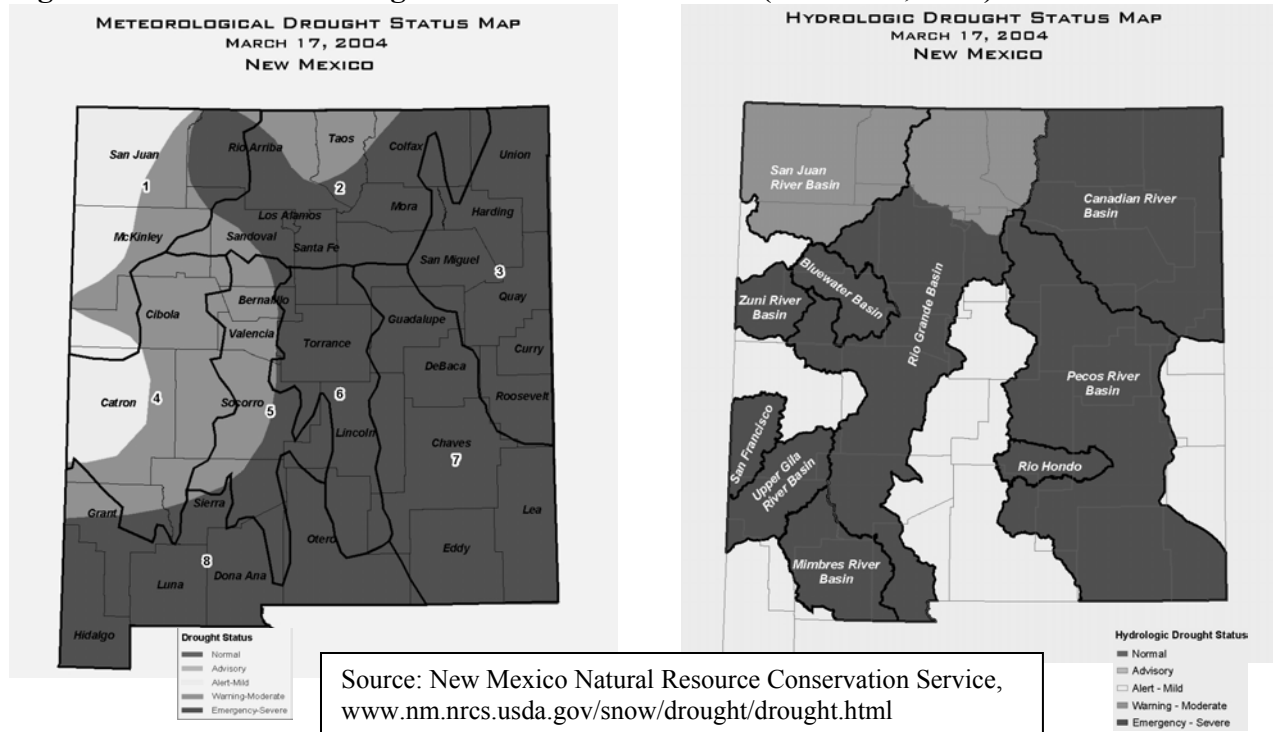 METEOROLOGICAL DROUGHT STATUS MAP
MARCH 17, 2004
NEW MEXICO
San Juan
Rio Arriba
Taos
Colfax
Union
1
2
Los Alamos
Mora
Harding
McKinley
Sandoval
Santa Fe
San Miguel
3
Quay
Bernalillo
Cibola
Guadalupe
Valencia
Torrance
Curry
DeBaca
Catron
4
Socorro
5
6
Roosevelt
Lincoln
Chaves
7
Grant
Sierra
Lea
Otero
8
Eddy
Luna
Dona Ana
Hidalgo
Drought Status
Normal
Advisory
Alert-Mild
Warning-Moderate
Emergency-Severe
HYDROLOGIC DROUGHT STATUS MAP
MARCH 17, 2004
NEW MEXICO
San Juan
River Basin
Canadian River
Basin
Bluewater Basin
Zuni River
Basin
Rio Grande Basin
Pecos River
Basin
San Francisco
Upper Gila
River Basin
Rio Hondo
Mimbres River
Basin
Hydrologic Drought Status
Normal
Advisory
Alert - Mild
Warning - Moderate
Emergency - Severe
Source: New Mexico Natural Resource Conservation Service,
www.nm.nrcs.usda.gov/snow/drought/drought.html